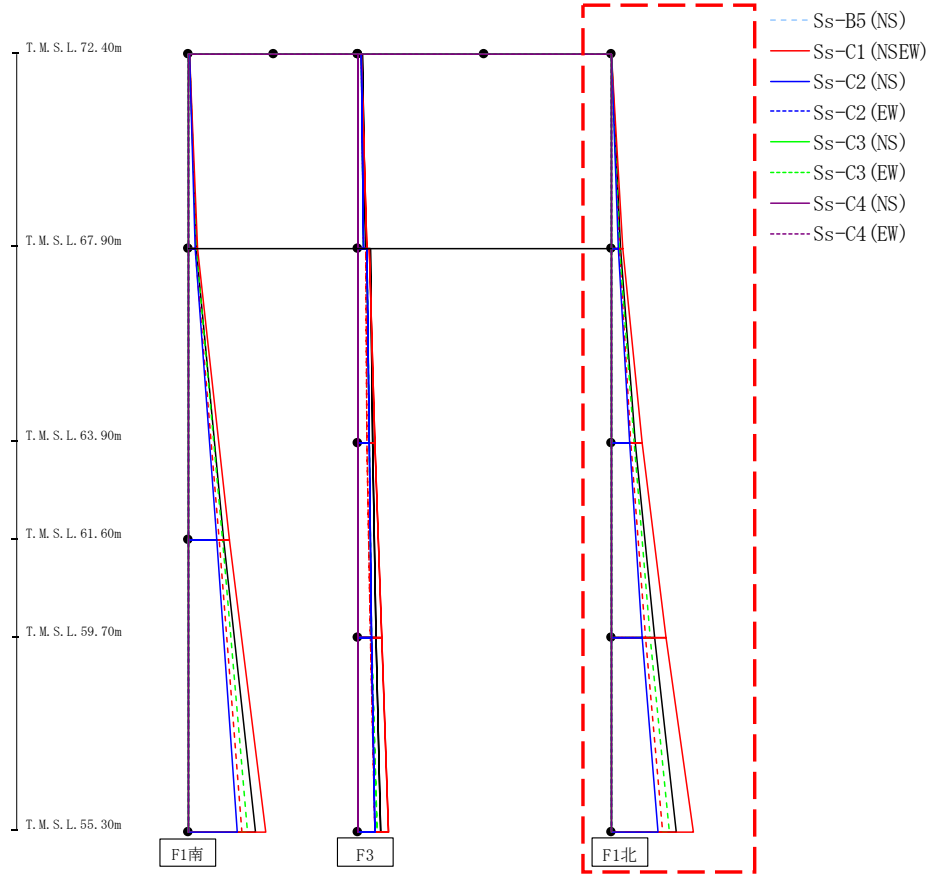 T.M.S.L.72.40m
T.M.S.L.67.90m
T.M.S.L.63.90m
T.M.S.L.61.60m
T.M.S.L.59.70m
T.M.S.L.55.30m
F1南
F3
F1北
Ss-B5(NS)
Ss-C1(NSEW)
Ss-C2(NS)
Ss-C2(EW)
Ss-C3(NS)
Ss-C3(EW)
Ss-C4(NS)
Ss-C4(EW)